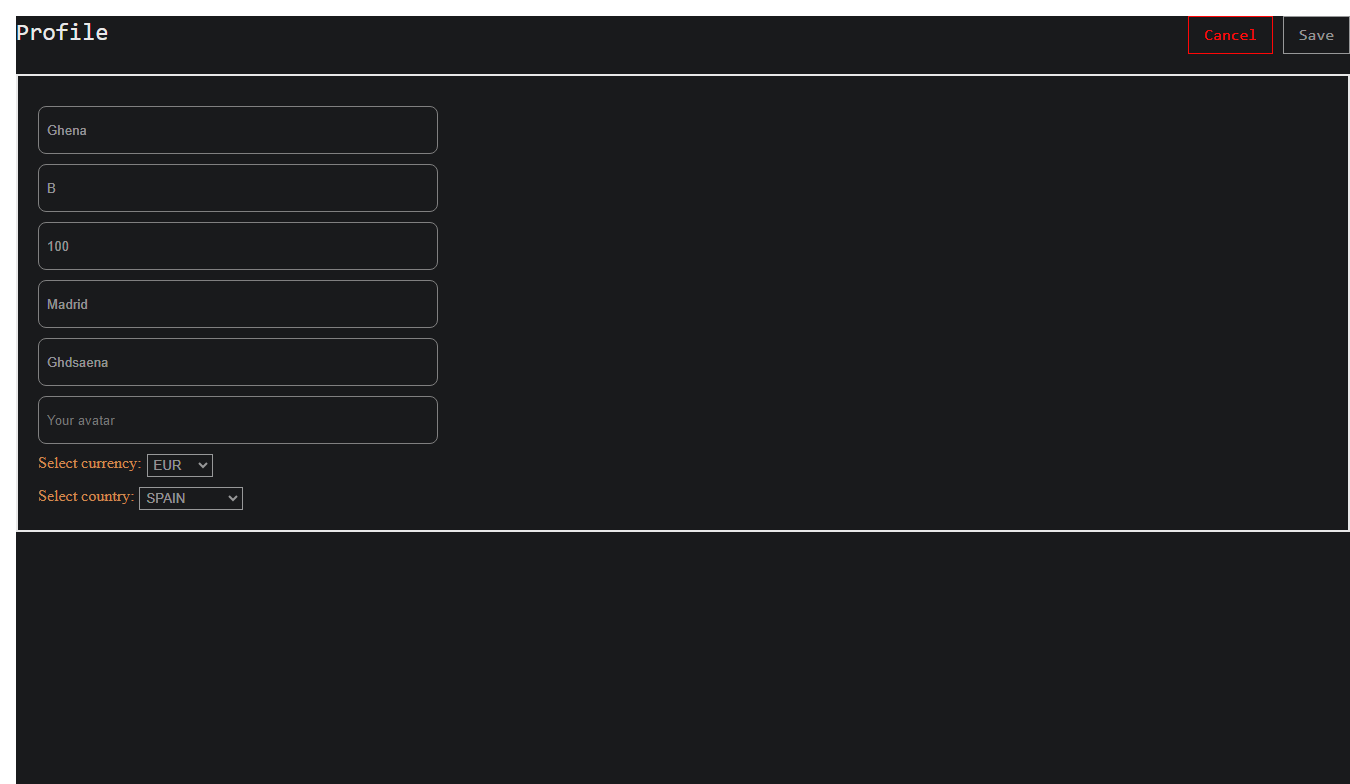 Profile
Cancel
Save
Ghena
B
100
Madrid
Ghdsaena
Your avatar
Select currency: EUR
Select country: SPAIN